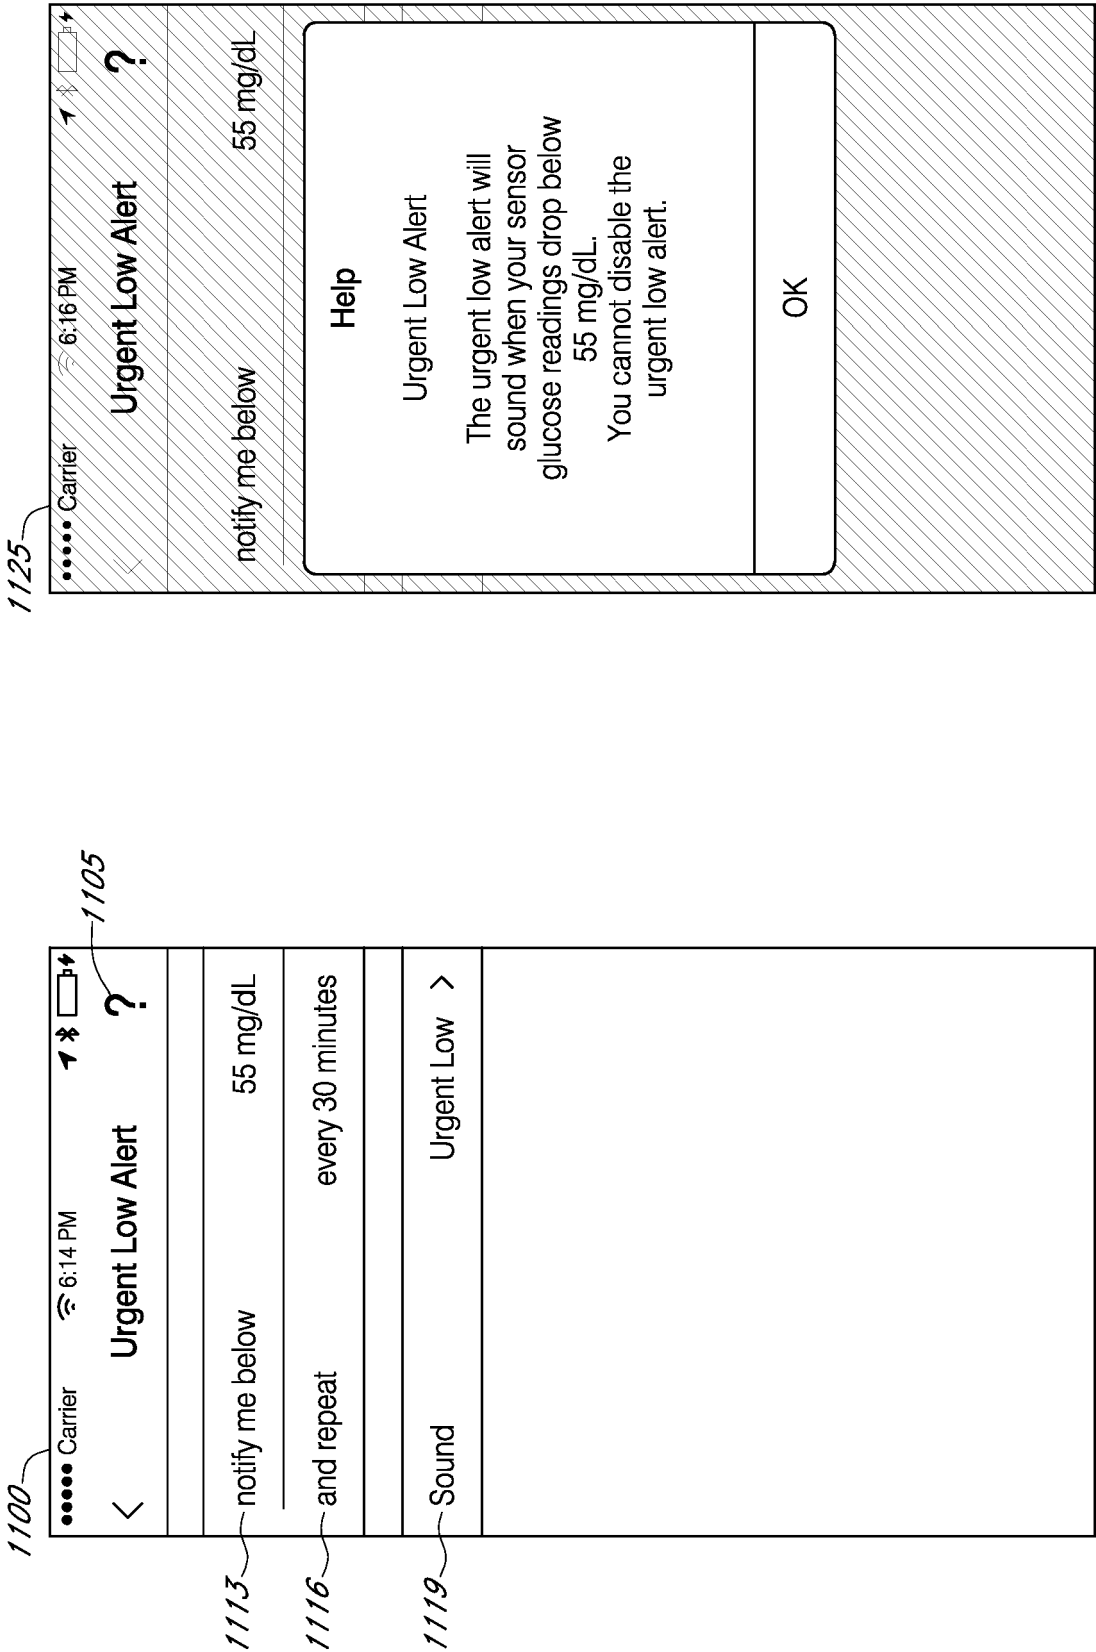 1100
••••• Carrier 6:14 PM
< Urgent Low Alert ?
1105
1113 notify me below 55 mg/dL
1116 and repeat every 30 minutes
1119 Sound Urgent Low >
1125
••••• Carrier 6:16 PM
< Urgent Low Alert ?
notify me below 55 mg/dL
Help
Urgent Low Alert
The urgent low alert will
sound when your sensor
glucose readings drop below
55 mg/dL.
You cannot disable the
urgent low alert.
OK